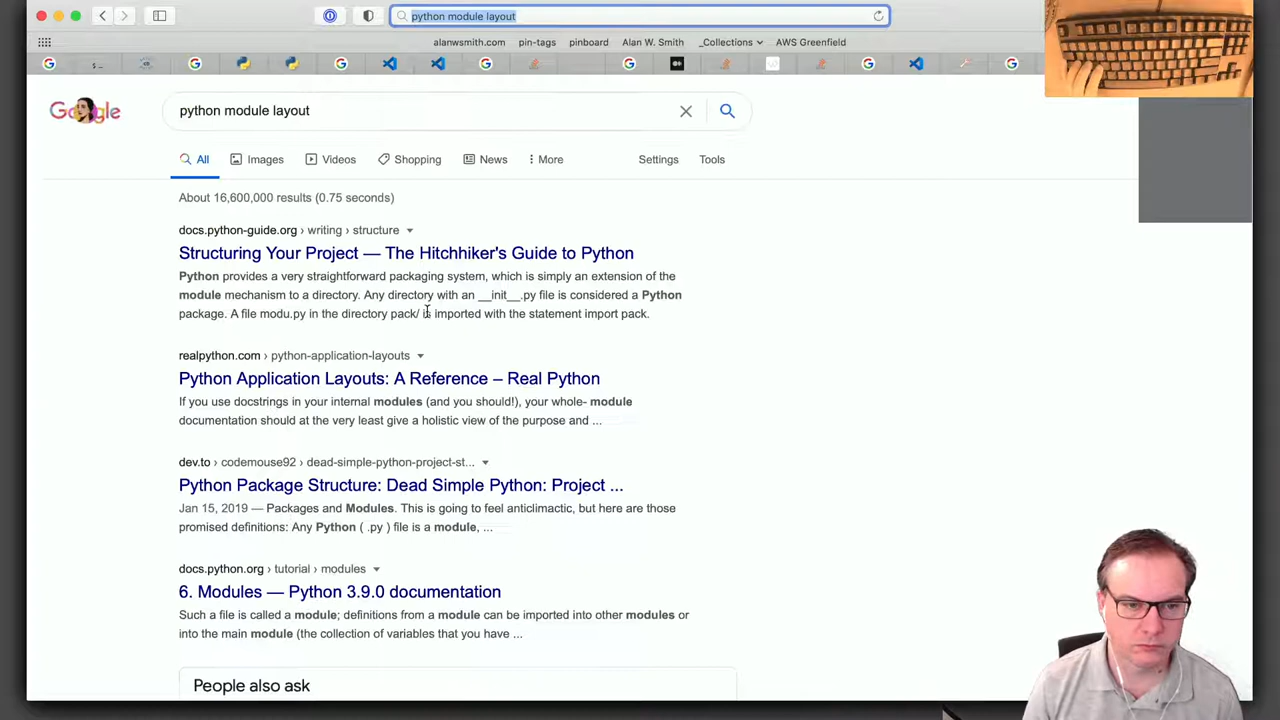 python module layout
alanwsmith.com pin-tags pinboard Alan W. Smith _Collections AWS Greenfield
Google
python module layout
All Images Videos Shopping News More Settings Tools
About 16,600,000 results (0.75 seconds)
docs.python-guide.org › writing › structure
Structuring Your Project — The Hitchhiker's Guide to Python
Python provides a very straightforward packaging system, which is simply an extension of the
module mechanism to a directory. Any directory with an __init__.py file is considered a Python
package. A file modu.py in the directory pack/ is imported with the statement import pack.
realpython.com › python-application-layouts
Python Application Layouts: A Reference – Real Python
If you use docstrings in your internal modules (and you should!), your whole- module
documentation should at the very least give a holistic view of the purpose and ...
dev.to › codemouse92 › dead-simple-python-project-st...
Python Package Structure: Dead Simple Python: Project ...
Jan 15, 2019 — Packages and Modules. This is going to feel anticlimactic, but here are those
promised definitions: Any Python ( .py ) file is a module, ...
docs.python.org › tutorial › modules
6. Modules — Python 3.9.0 documentation
Such a file is called a module; definitions from a module can be imported into other modules or
into the main module (the collection of variables that you have ...
People also ask